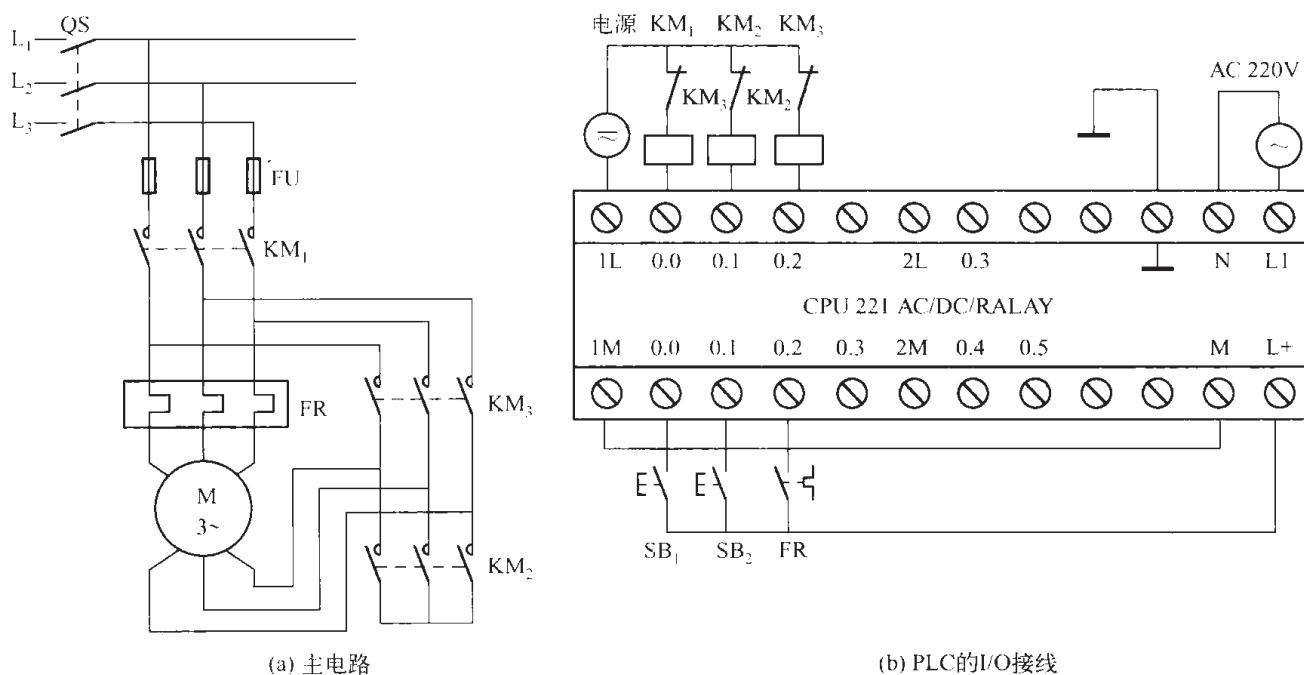 QS
L₁
L₂
L₃
FU
KM₁
FR
KM₃
M
3~
KM₂
(a) 主电路
电源 KM₁ KM₂ KM₃
AC 220V
KM₃ KM₂
1L 0.0 0.1 0.2 2L 0.3 N L1
CPU 221 AC/DC/RALAY
1M 0.0 0.1 0.2 0.3 2M 0.4 0.5 M L+
SB₁ SB₂ FR
(b) PLC的I/O接线